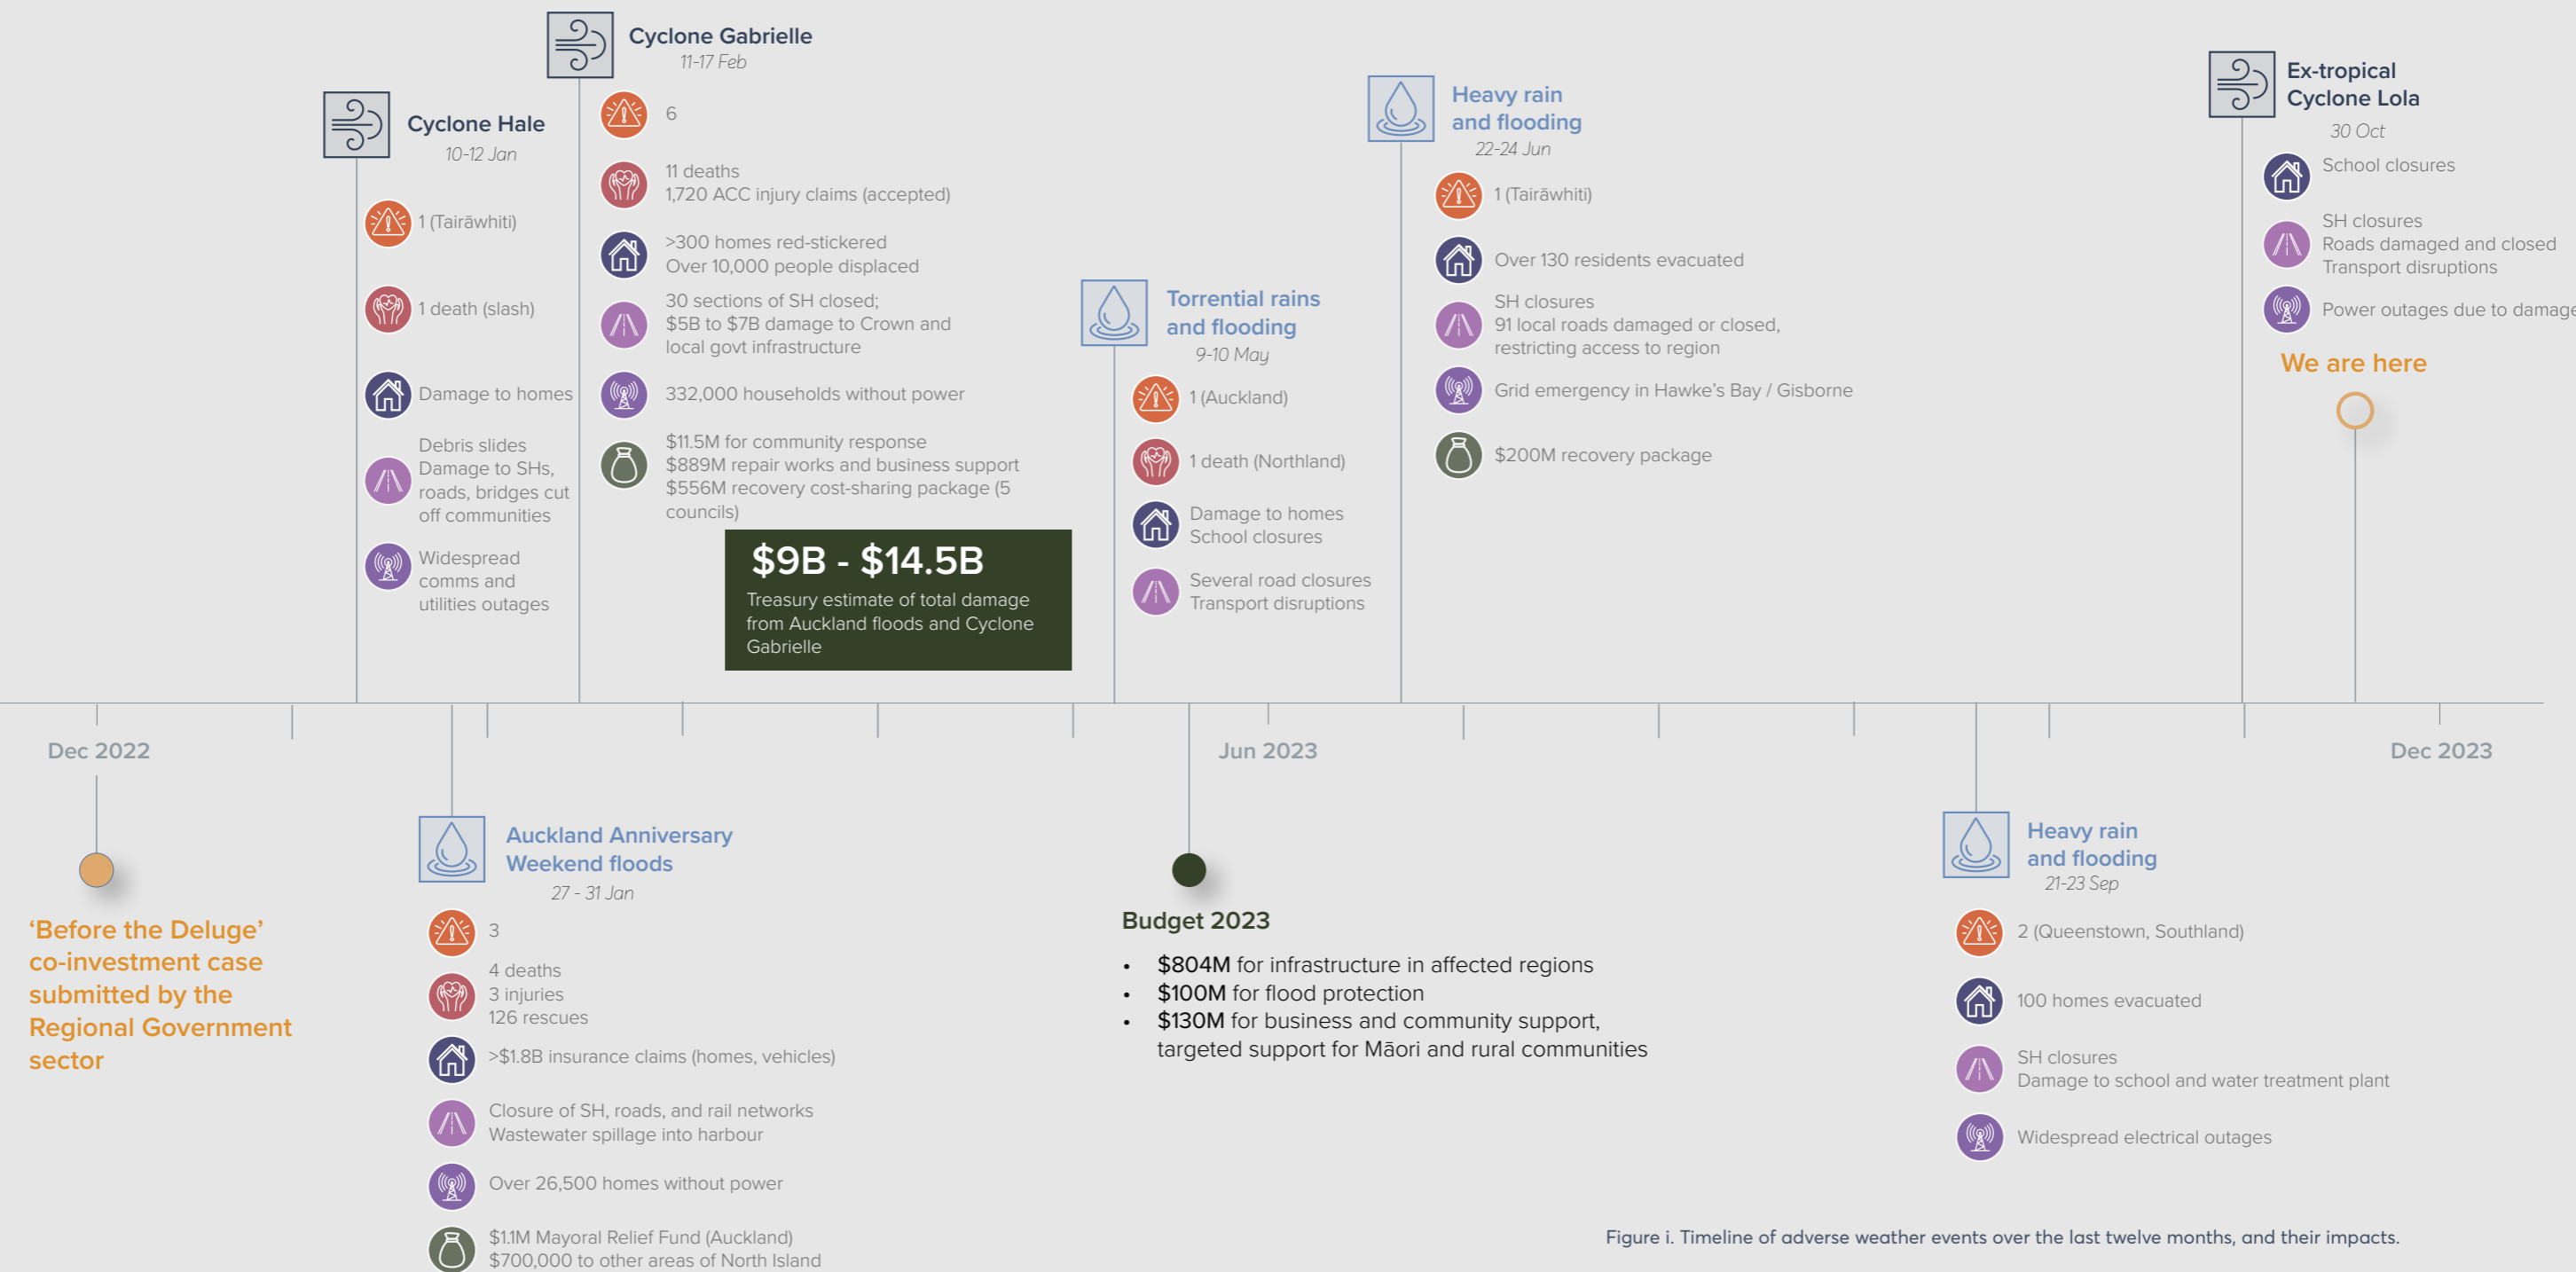 Cyclone Hale
10-12 Jan
1 (Tairāwhiti)
1 death (slash)
Damage to homes
Debris slides
Damage to SHs,
roads, bridges cut
off communities
Widespread
comms and
utilities outages
Cyclone Gabrielle
11-17 Feb
6
11 deaths
1,720 ACC injury claims (accepted)
>300 homes red-stickered
Over 10,000 people displaced
30 sections of SH closed;
$5B to $7B damage to Crown and
local govt infrastructure
332,000 households without power
$11.5M for community response
$889M repair works and business support
$556M recovery cost-sharing package (5
councils)
$9B - $14.5B
Treasury estimate of total damage
from Auckland floods and Cyclone
Gabrielle
Torrential rains
and flooding
9-10 May
1 (Auckland)
1 death (Northland)
Damage to homes
School closures
Several road closures
Transport disruptions
Heavy rain
and flooding
22-24 Jun
1 (Tairāwhiti)
Over 130 residents evacuated
SH closures
91 local roads damaged or closed,
restricting access to region
Grid emergency in Hawke's Bay / Gisborne
$200M recovery package
Ex-tropical
Cyclone Lola
30 Oct
School closures
SH closures
Roads damaged and closed
Transport disruptions
Power outages due to damage
We are here
Dec 2022
Jun 2023
Dec 2023
‘Before the Deluge’
co-investment case
submitted by the
Regional Government
sector
Auckland Anniversary
Weekend floods
27 - 31 Jan
3
4 deaths
3 injuries
126 rescues
>$1.8B insurance claims (homes, vehicles)
Closure of SH, roads, and rail networks
Wastewater spillage into harbour
Over 26,500 homes without power
$1.1M Mayoral Relief Fund (Auckland)
$700,000 to other areas of North Island
Budget 2023
• $804M for infrastructure in affected regions
• $100M for flood protection
• $130M for business and community support,
targeted support for Māori and rural communities
Heavy rain
and flooding
21-23 Sep
2 (Queenstown, Southland)
100 homes evacuated
SH closures
Damage to school and water treatment plant
Widespread electrical outages
Figure i. Timeline of adverse weather events over the last twelve months, and their impacts.